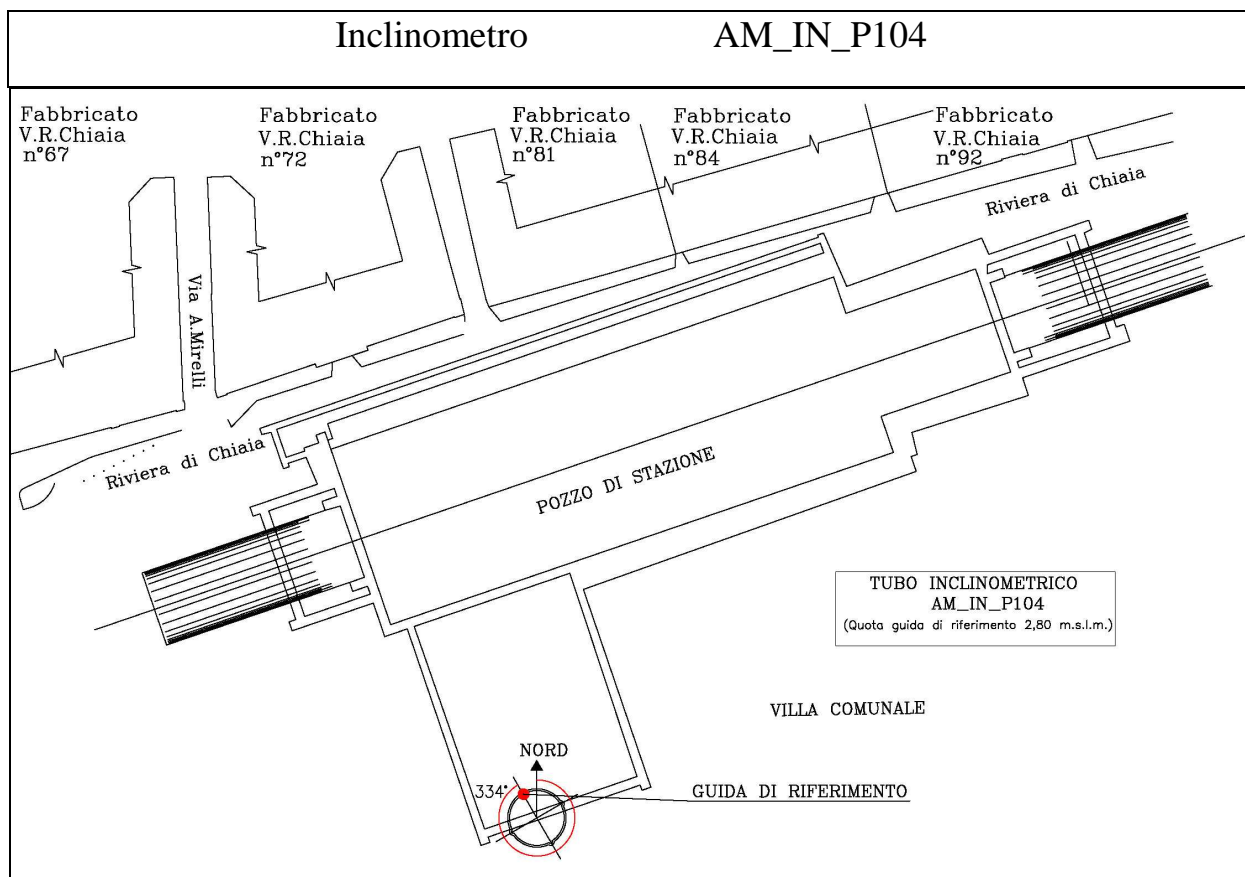 Inclinometro AM_IN_P104
Fabbricato
V.R.Chiaia
n°67
Fabbricato
V.R.Chiaia
n°72
Fabbricato
V.R.Chiaia
n°81
Fabbricato
V.R.Chiaia
n°84
Fabbricato
V.R.Chiaia
n°92
Riviera di Chiaia
Via A.Mirelli
Riviera di Chiaia
POZZO DI STAZIONE
TUBO INCLINOMETRICO
AM_IN_P104
(Quota guida di riferimento 2,80 m.s.l.m.)
VILLA COMUNALE
NORD
334°
GUIDA DI RIFERIMENTO